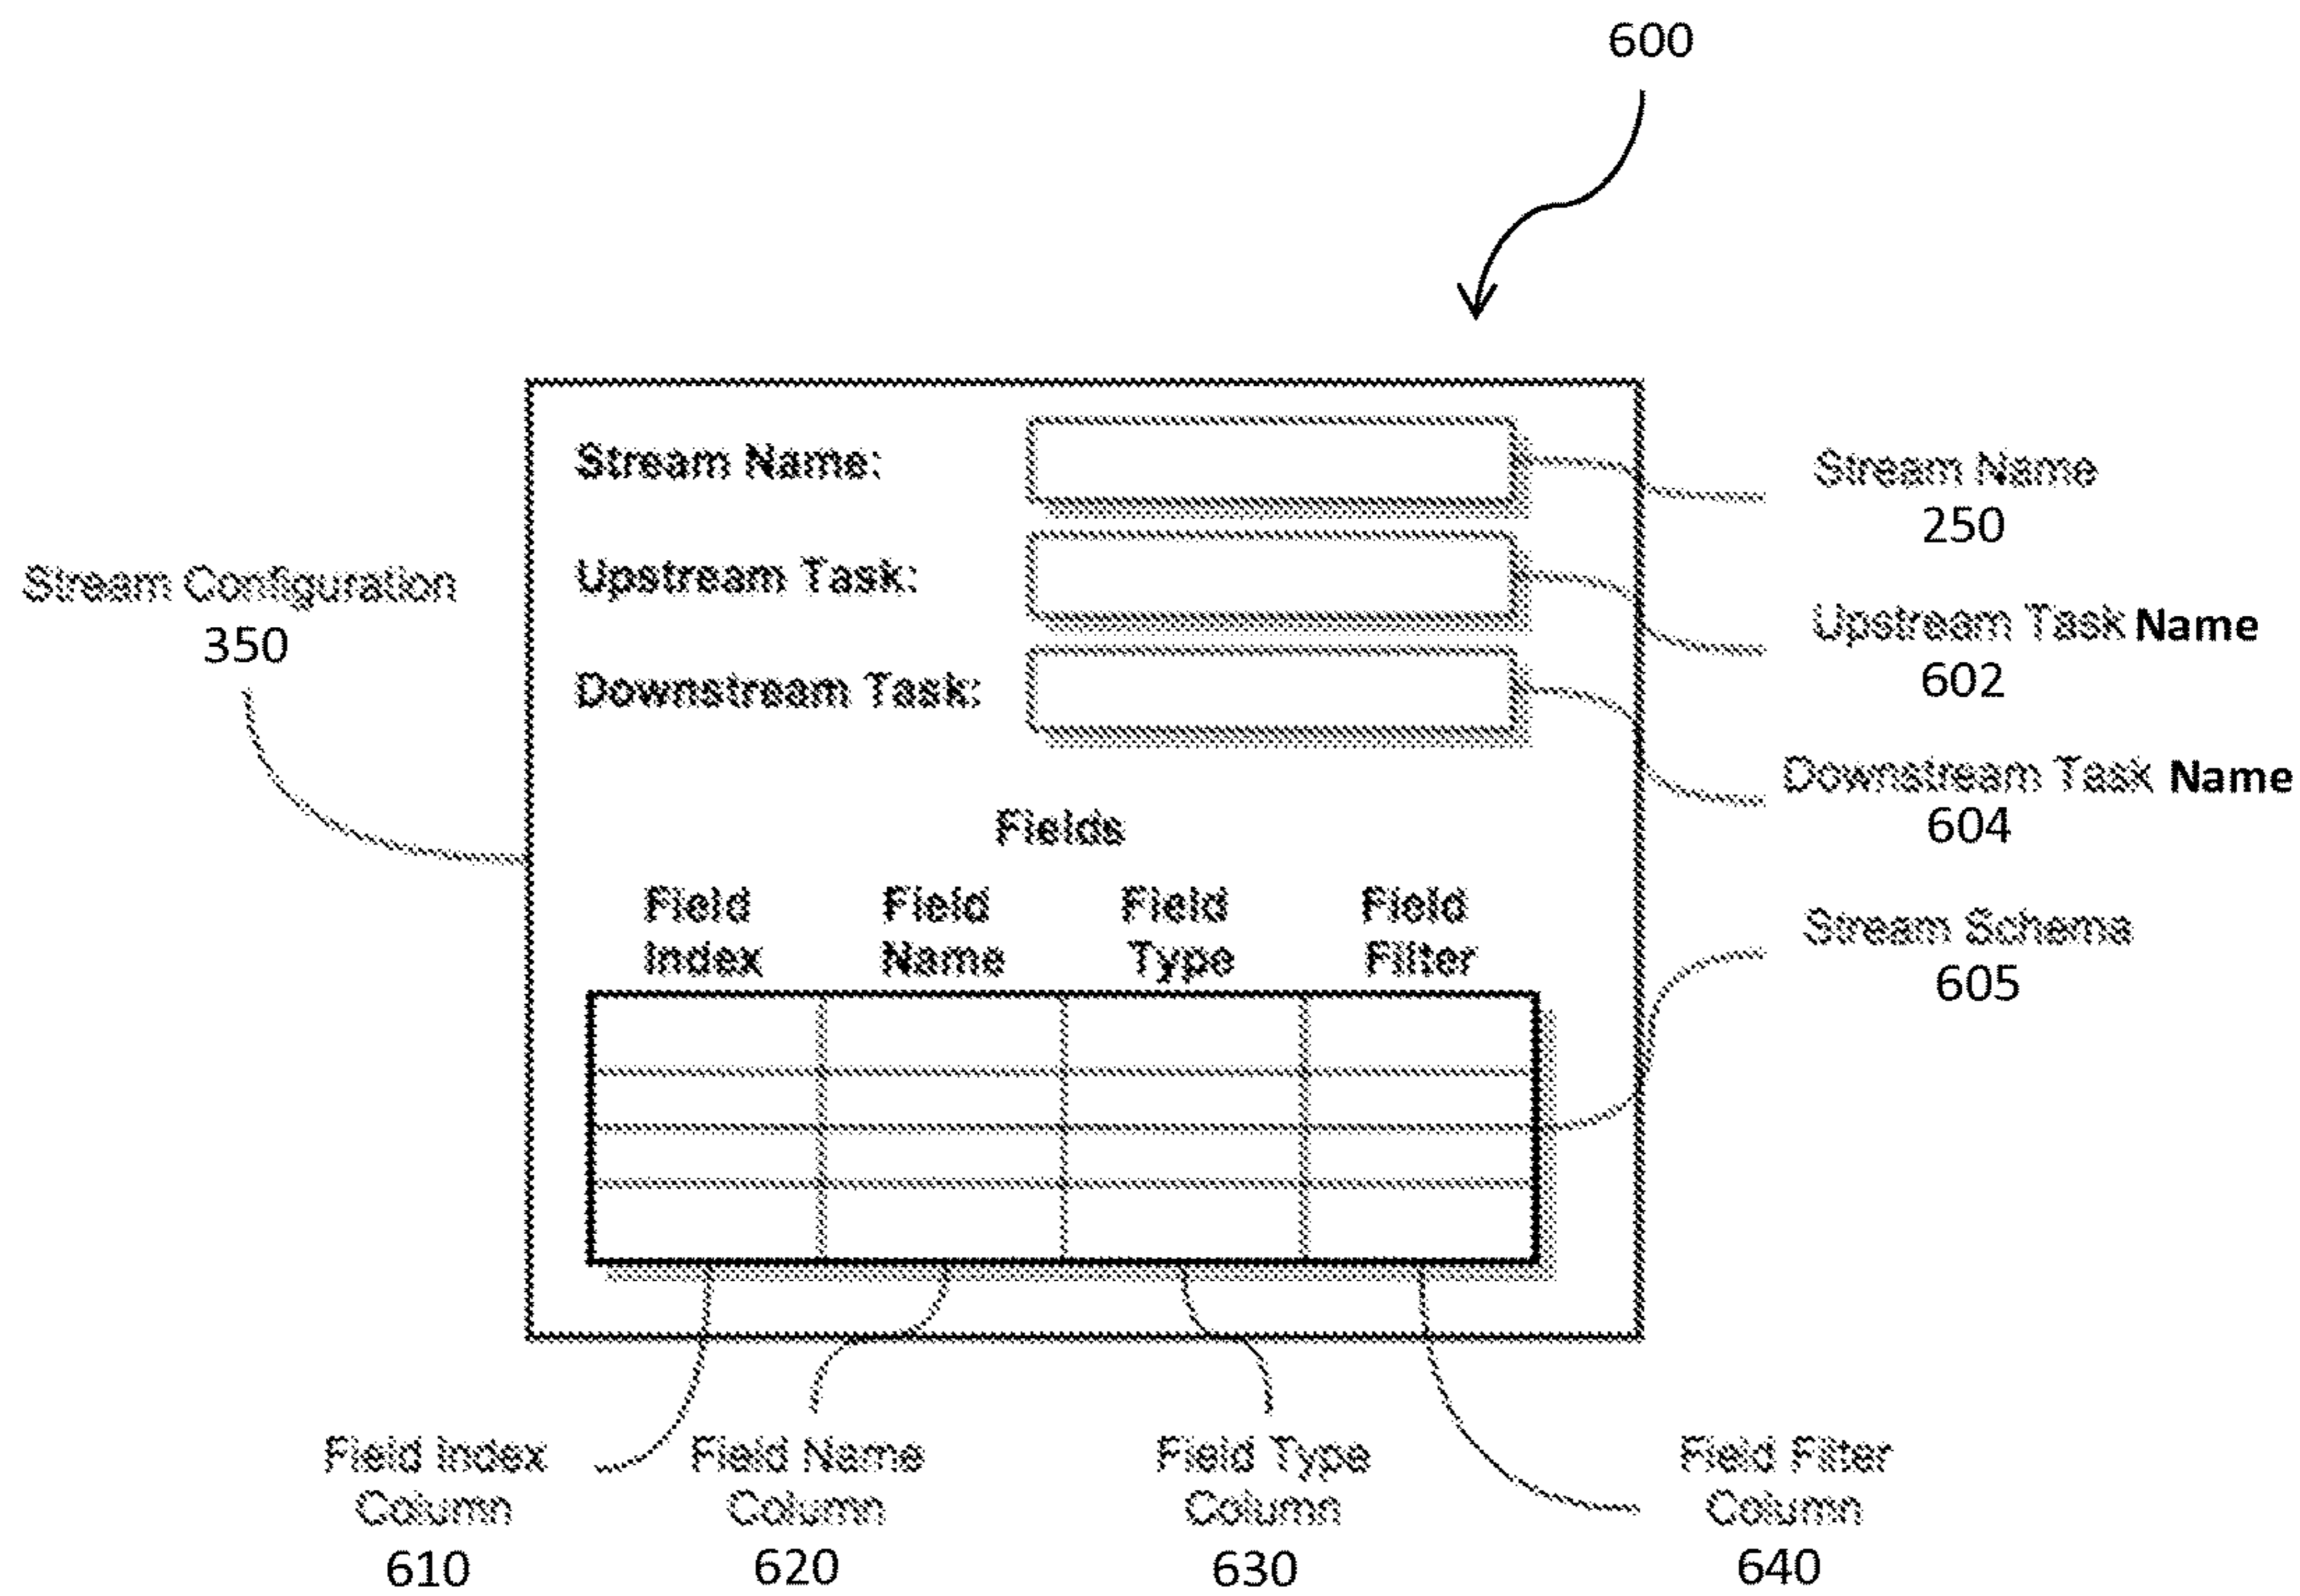 600
Stream Name:
Stream Name
250
Stream Configuration
350
Upstream Task:
Upstream Task Name
602
Downstream Task:
Downstream Task Name
604
Fields
Field Index
Field Name
Field Type
Field Filter
Stream Schema
605
Field Index
Column
610
Field Name
Column
620
Field Type
Column
630
Field Filter
Column
640